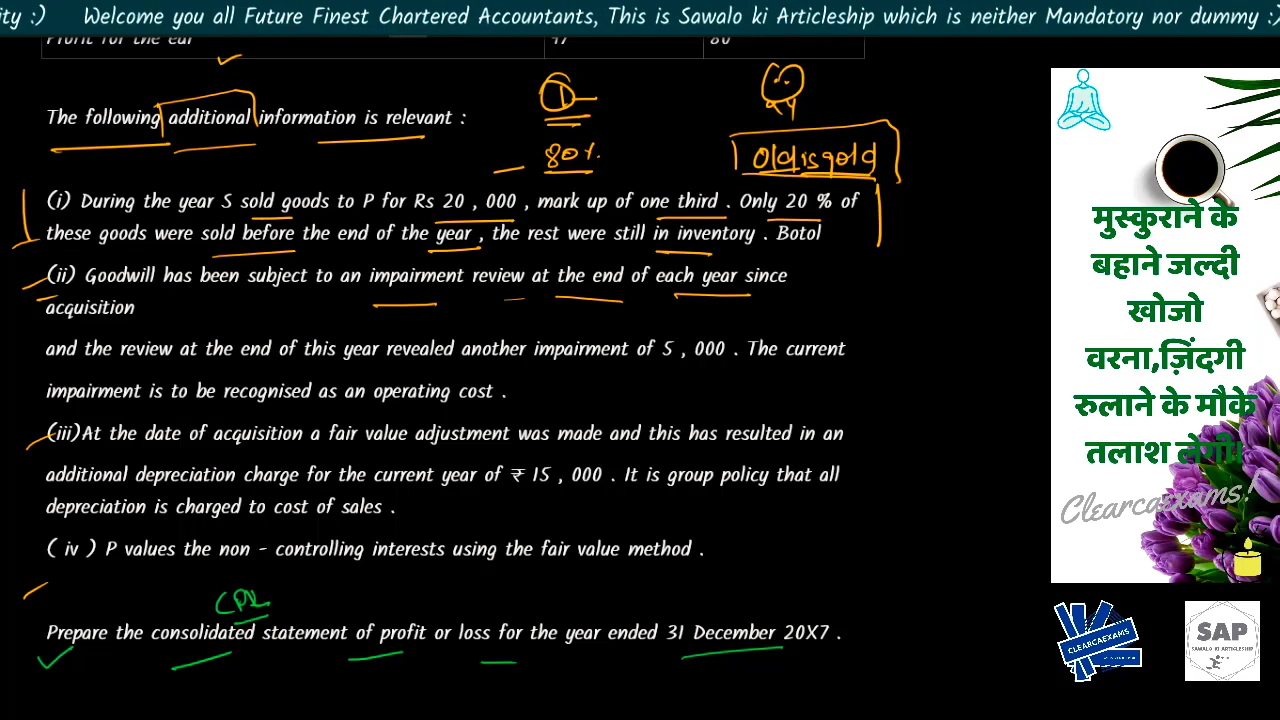 ity :) Welcome you all Future Finest Chartered Accountants, This is Sawalo ki Articleship which is neither Mandatory nor dummy :)
47 80
The following additional information is relevant :
80%
Oldisgold
(i) During the year S sold goods to P for Rs 20 , 000 , mark up of one third . Only 20 % of
these goods were sold before the end of the year , the rest were still in inventory . Botol
(ii) Goodwill has been subject to an impairment review at the end of each year since
acquisition
and the review at the end of this year revealed another impairment of 5 , 000 . The current
impairment is to be recognised as an operating cost .
(iii)At the date of acquisition a fair value adjustment was made and this has resulted in an
additional depreciation charge for the current year of ₹ 15 , 000 . It is group policy that all
depreciation is charged to cost of sales .
( iv ) P values the non - controlling interests using the fair value method .
CPL
Prepare the consolidated statement of profit or loss for the year ended 31 December 20X7 .
मुस्कुराने के
बहाने जल्दी
खोजो
वरना,ज़िंदगी
रुलाने के मौके
तलाश लेगी।
Clearcaexams!
CLEARCAEXAMS
SAP
SAWALO KI ARTICLESHIP